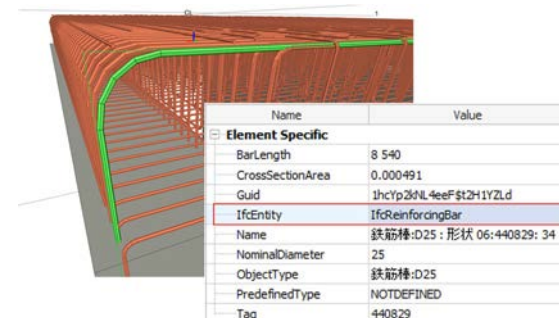 Name Value
Element Specific
BarLength 8 540
CrossSectionArea 0.000491
Guid 1hcYp2kNL4eeF$t2H1YZLd
IfcEntity IfcReinforcingBar
Name 鉄筋棒:D25 : 形状 06:440829: 34
NominalDiameter 25
ObjectType 鉄筋棒:D25
PredefinedType NOTDEFINED
Tag 440829